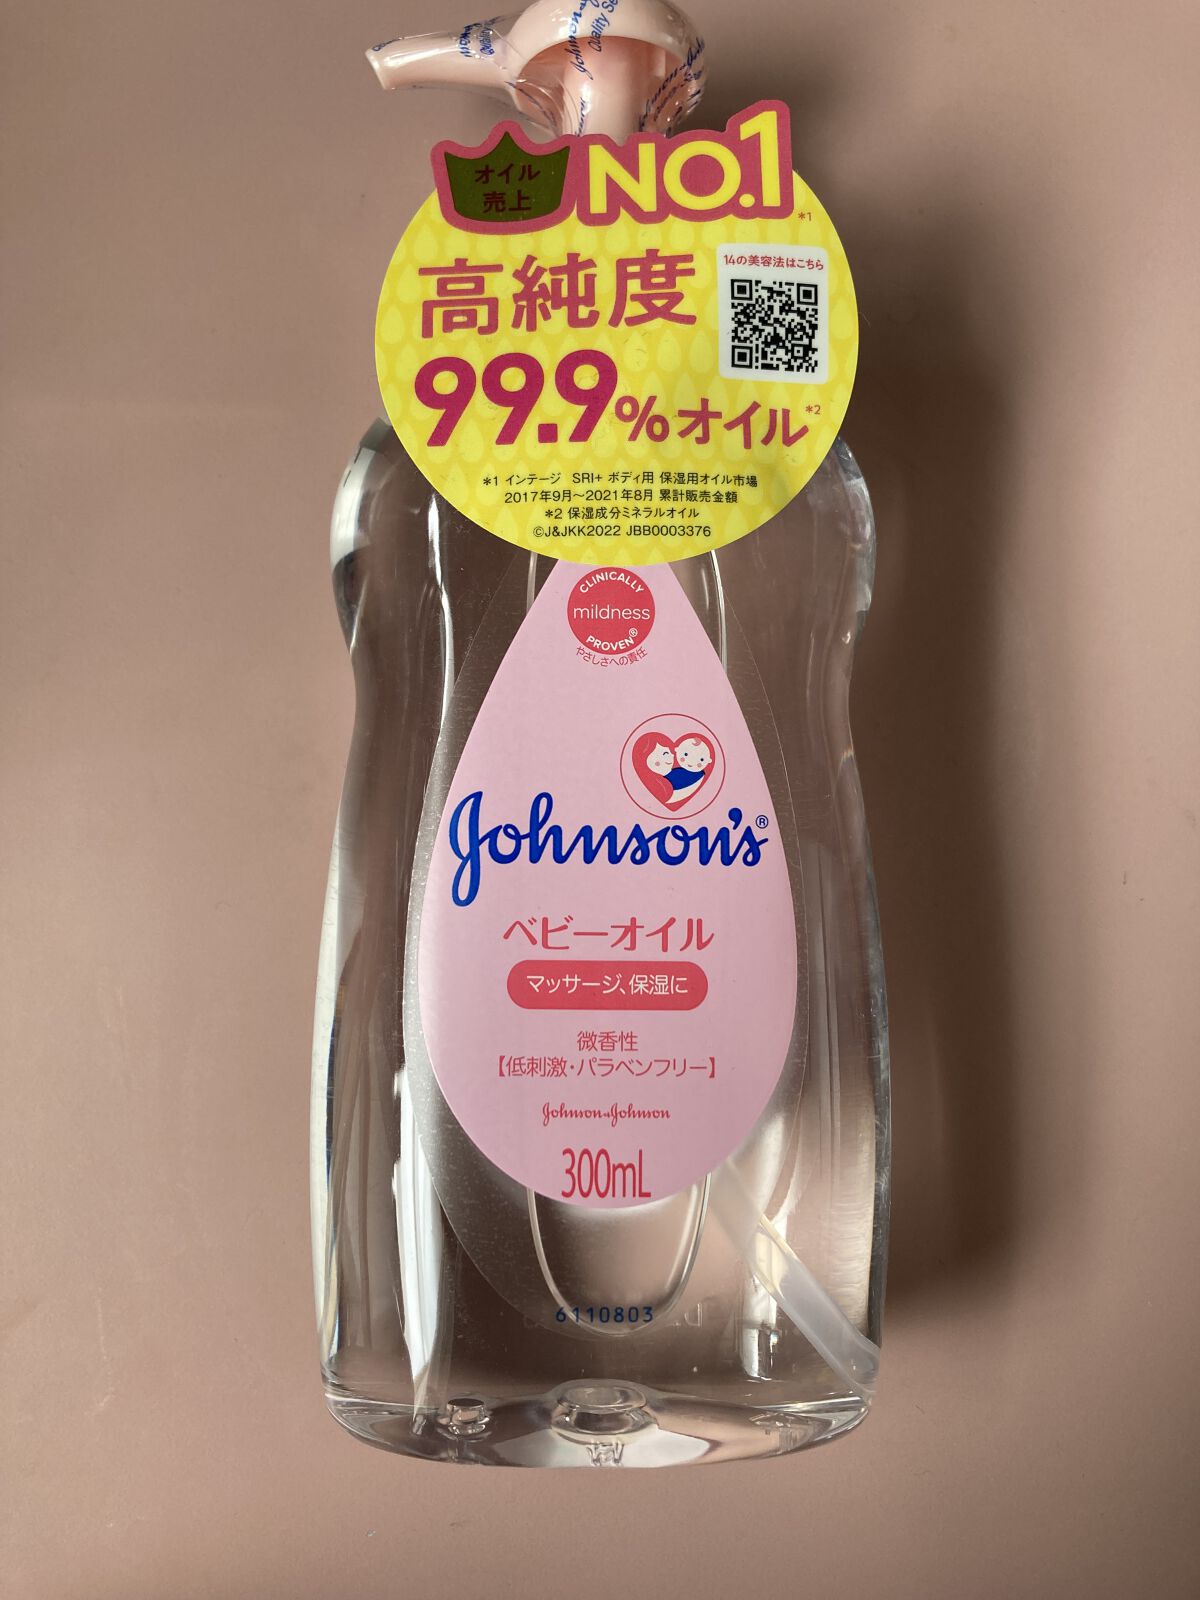 Johnson & Johnson
Quality Se
オイル
売上
NO.1
*1
高純度
14の美容法はこちら
99.9%オイル
*2
*1 インテージ SRI+ ボディ用 保湿用オイル市場
2017年9月〜2021年8月 累計販売金額
*2 保湿成分ミネラルオイル
©J&JKK2022 JBB0003376
CLINICALLY
mildness
PROVEN®
やさしさへの責任
Johnson's®
ベビーオイル
マッサージ、保湿に
微香性
【低刺激・パラベンフリー】
Johnson & Johnson
300mL
6110803